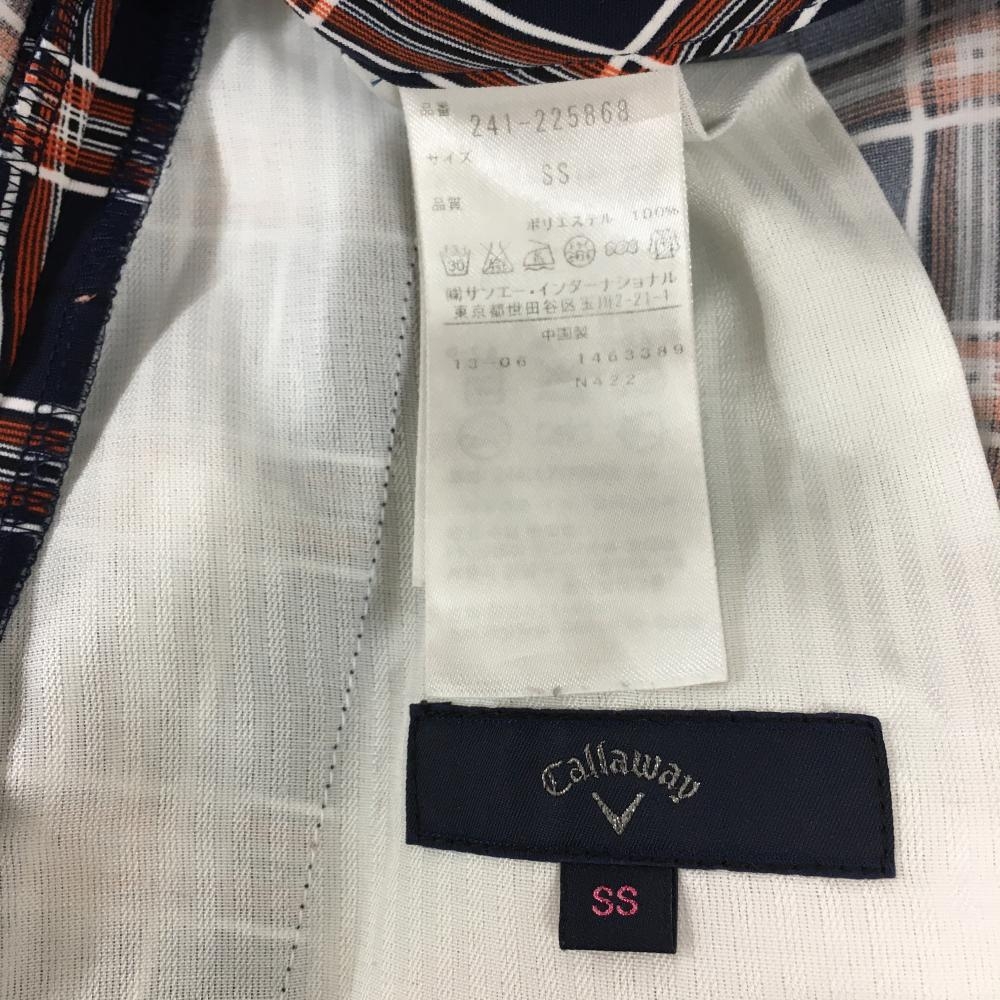 品番
241-225868
サイズ
SS
品質
ポリエステル 100%
30
㈱サンエー・インターナショナル
東京都世田谷区玉川2-21-1
中国製
13-06 1463389
N422
Callaway
SS